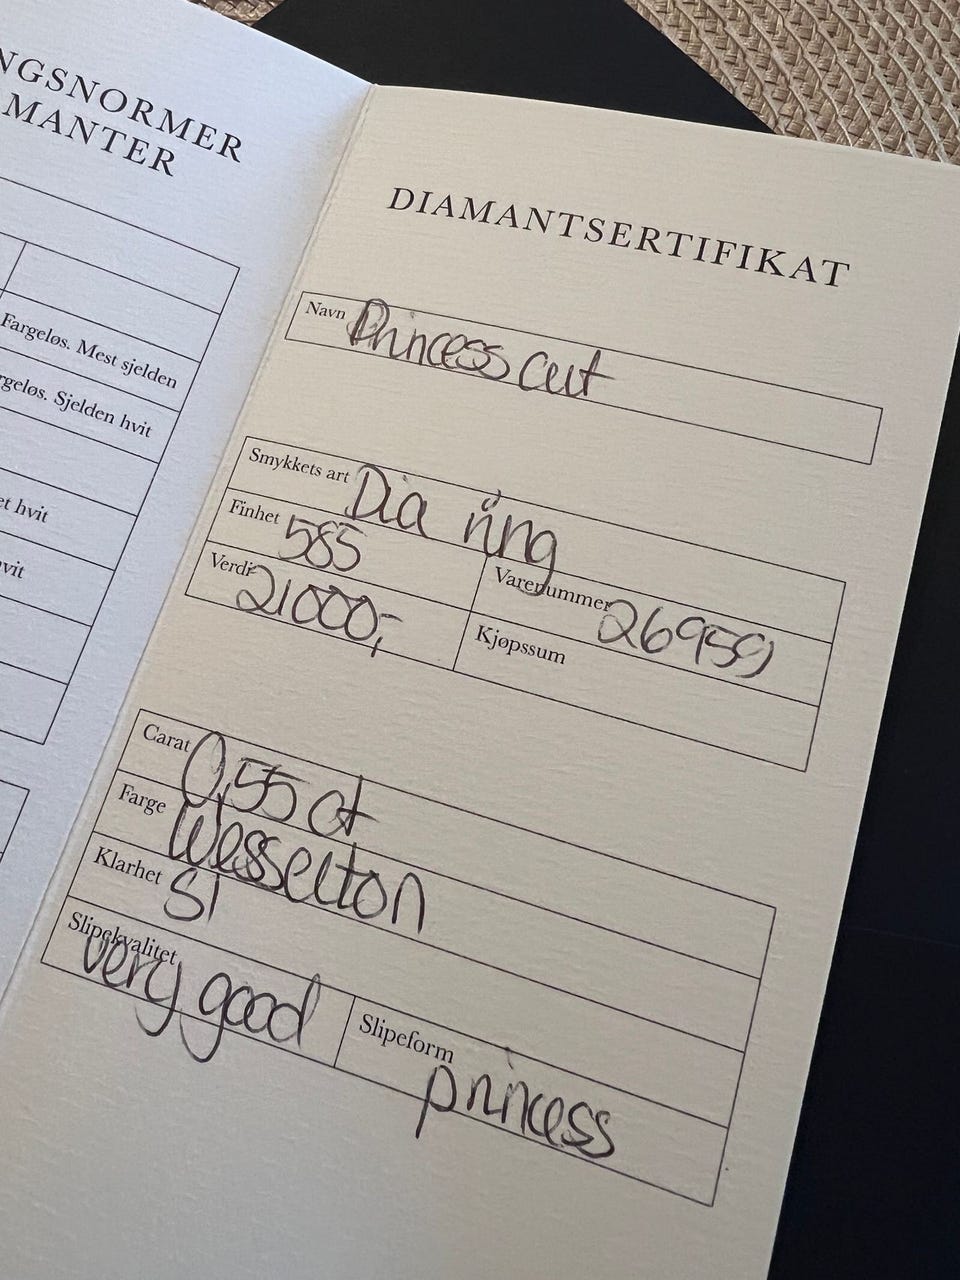 NGSNORMER
MANTER
Fargeløs. Mest sjelden
rgeløs. Sjelden hvit
et hvit
vit
DIAMANTSERTIFIKAT
Navn Princess cut
Smykkets art Dia ring
Finhet 585
Varenummer 26959
Verdi 21000,-
Kjøpssum
Carat 0,55 ct
Farge Wesselton
Klarhet SI
Slipekvalitet very good
Slipeform princess